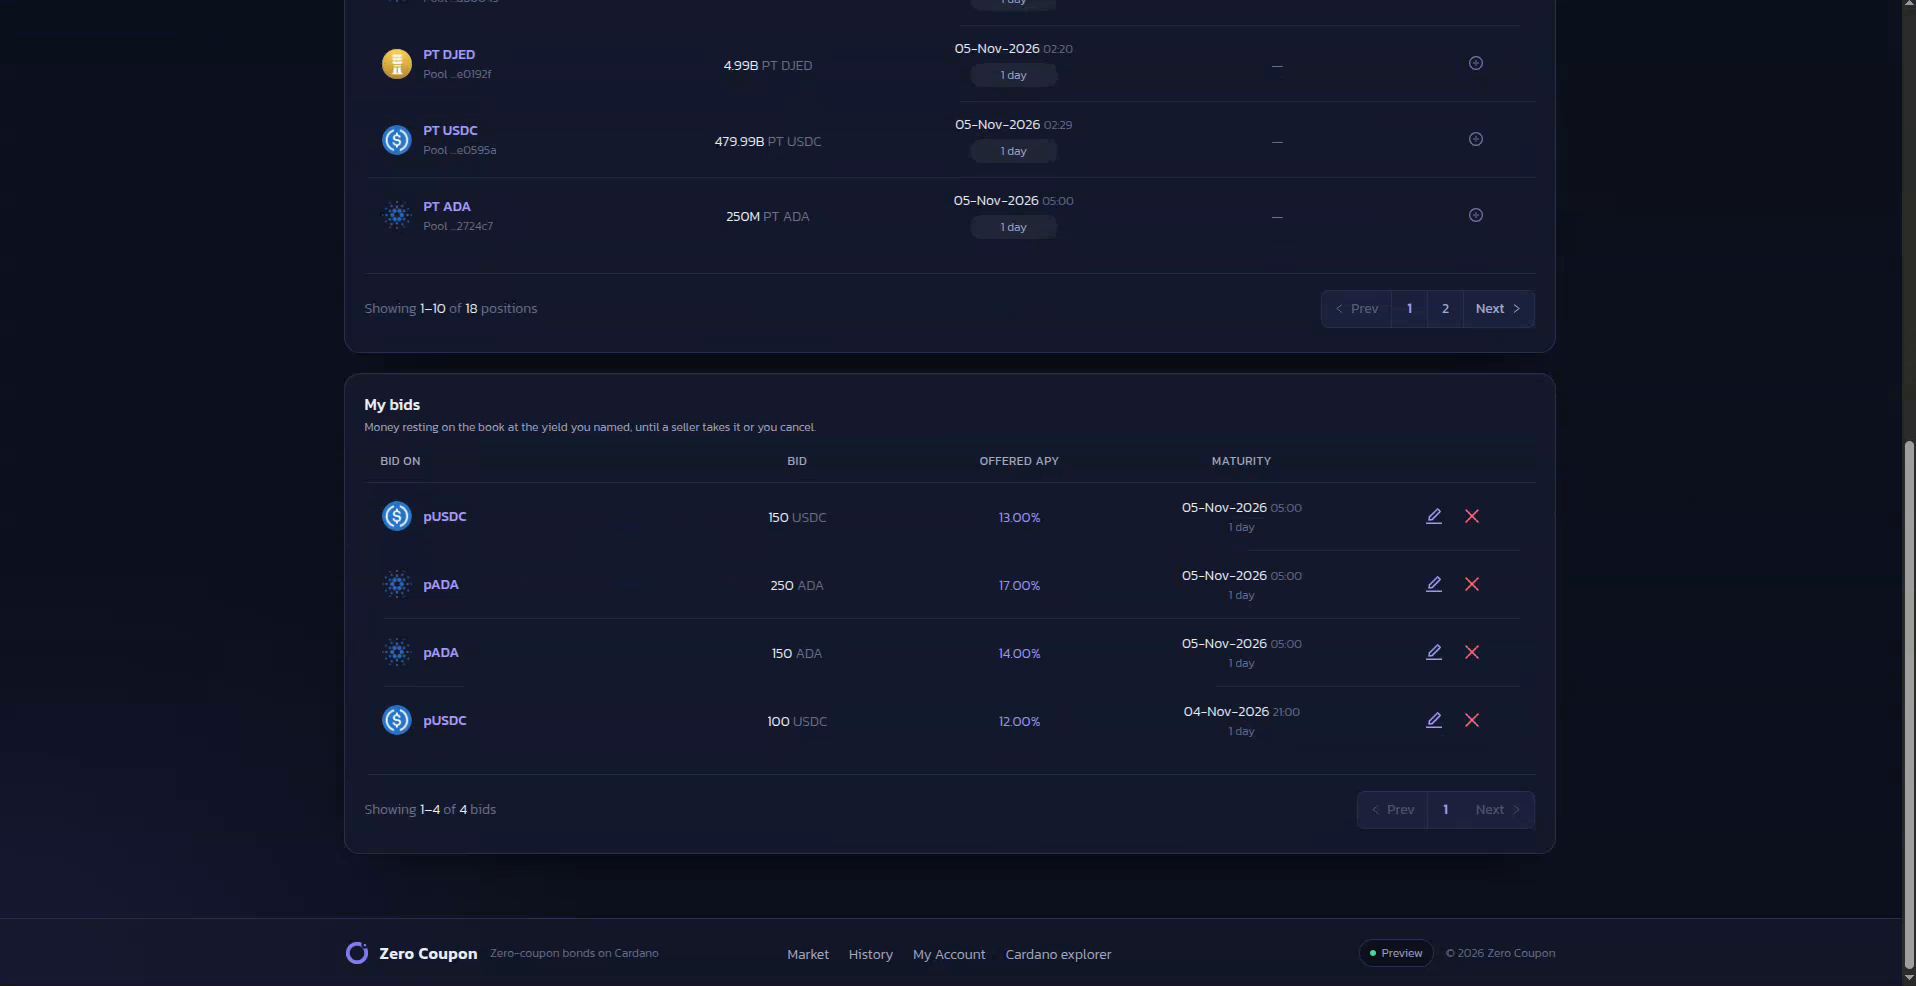 1 day
PT DJED
Pool ...e0192f
4.99B PT DJED
05-Nov-2026 02:20
1 day
—
PT USDC
Pool ...e0595a
479.99B PT USDC
05-Nov-2026 02:29
1 day
—
PT ADA
Pool ...2724c7
250M PT ADA
05-Nov-2026 05:00
1 day
—
Showing 1–10 of 18 positions
< Prev 1 2 Next >
My bids
Money resting on the book at the yield you named, until a seller takes it or you cancel.
BID ON BID OFFERED APY MATURITY
pUSDC 150 USDC 13.00% 05-Nov-2026 05:00
1 day
pADA 250 ADA 17.00% 05-Nov-2026 05:00
1 day
pADA 150 ADA 14.00% 05-Nov-2026 05:00
1 day
pUSDC 100 USDC 12.00% 04-Nov-2026 21:00
1 day
Showing 1–4 of 4 bids
< Prev 1 Next >
Zero Coupon Zero-coupon bonds on Cardano Market History My Account Cardano explorer Preview © 2026 Zero Coupon